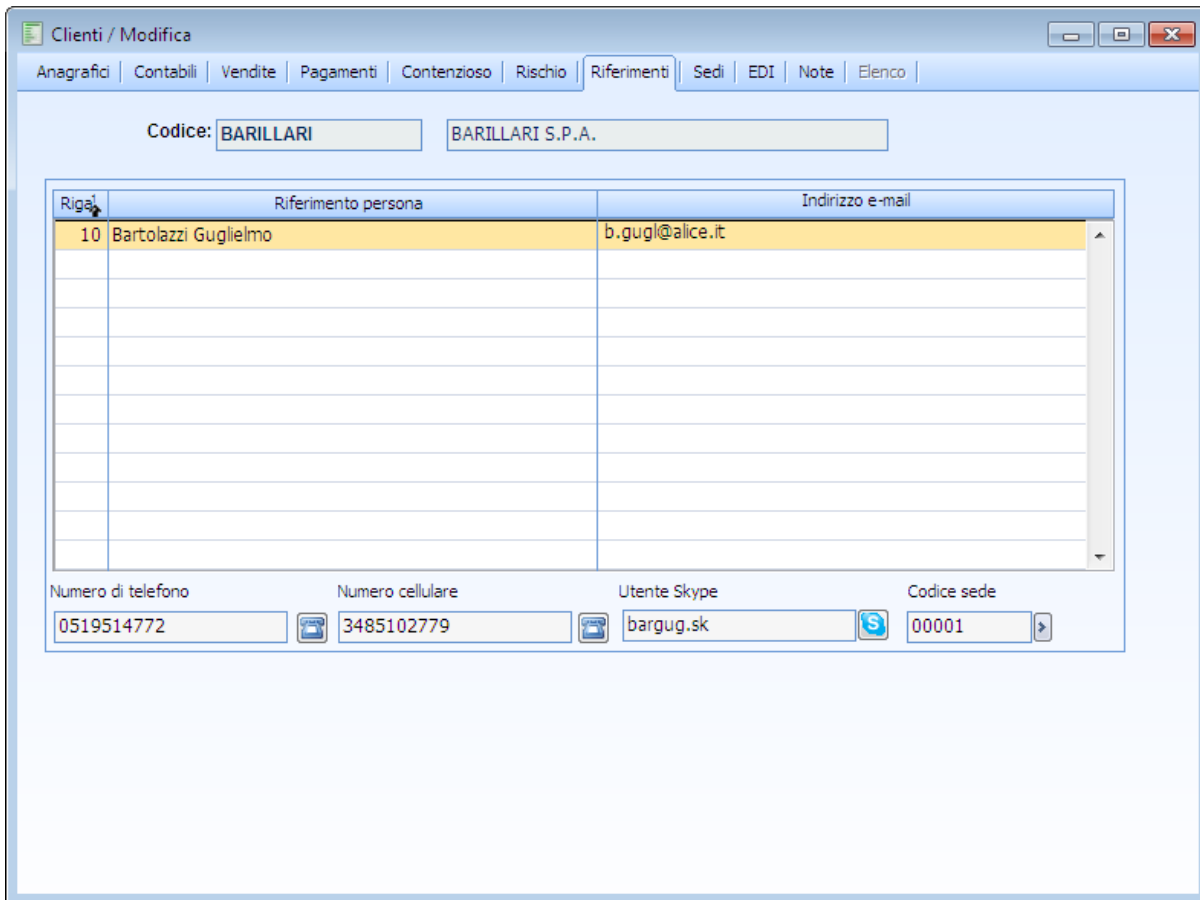 Clienti / Modifica
Anagrafici Contabili Vendite Pagamenti Contenzioso Rischio Riferimenti Sedi EDI Note Elenco
Codice: BARILLARI BARILLARI S.P.A.
Riga 1 Riferimento persona Indirizzo e-mail
10 Bartolazzi Guglielmo b.gugl@alice.it
Numero di telefono Numero cellulare Utente Skype Codice sede
0519514772 3485102779 bargug.sk 00001